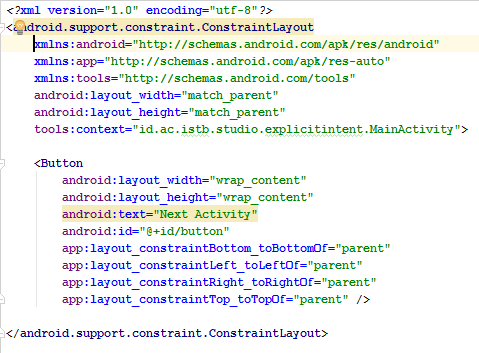 <?xml version="1.0" encoding="utf-8"?>
<android.support.constraint.ConstraintLayout
xmlns:android="http://schemas.android.com/apk/res/android"
xmlns:app="http://schemas.android.com/apk/res-auto"
xmlns:tools="http://schemas.android.com/tools"
android:layout_width="match_parent"
android:layout_height="match_parent"
tools:context="id.ac.istb.studio.explicitintent.MainActivity">
<Button
android:layout_width="wrap_content"
android:layout_height="wrap_content"
android:text="Next Activity"
android:id="@+id/button"
app:layout_constraintBottom_toBottomOf="parent"
app:layout_constraintLeft_toLeftOf="parent"
app:layout_constraintRight_toRightOf="parent"
app:layout_constraintTop_toTopOf="parent" />
</android.support.constraint.ConstraintLayout>